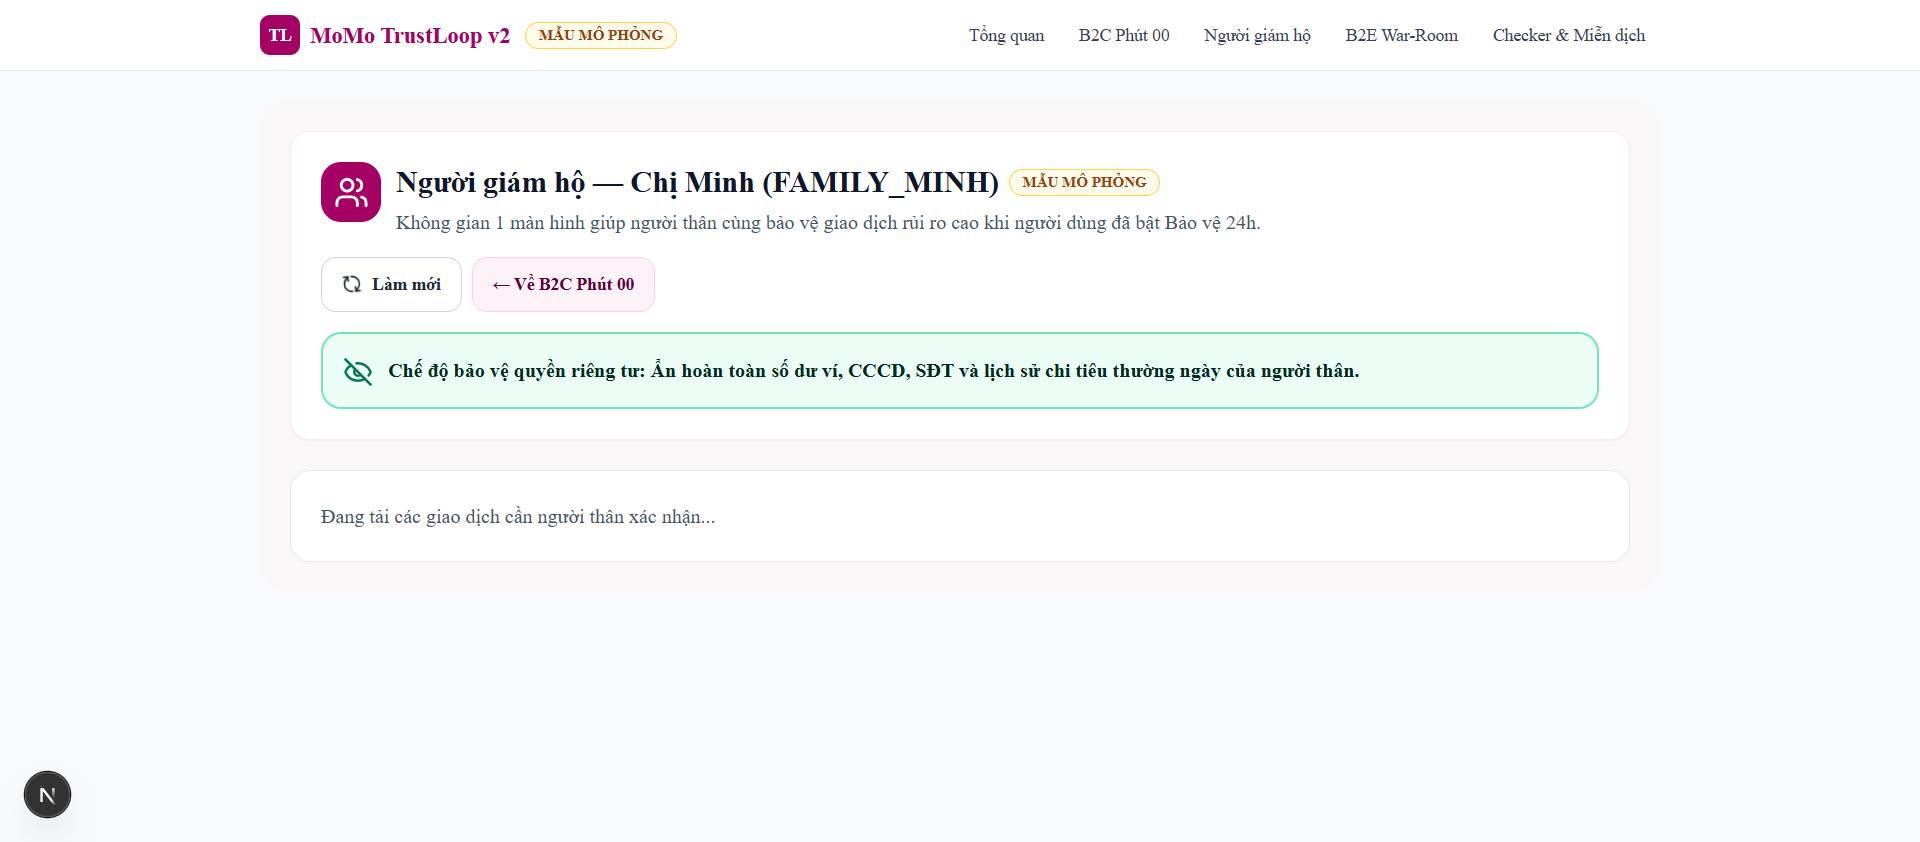 TL MoMo TrustLoop v2 MẪU MÔ PHỎNG Tổng quan B2C Phút 00 Người giám hộ B2E War-Room Checker & Miễn dịch
Người giám hộ — Chị Minh (FAMILY_MINH) MẪU MÔ PHỎNG
Không gian 1 màn hình giúp người thân cùng bảo vệ giao dịch rủi ro cao khi người dùng đã bật Bảo vệ 24h.
Làm mới ← Về B2C Phút 00
Chế độ bảo vệ quyền riêng tư: Ẩn hoàn toàn số dư ví, CCCD, SĐT và lịch sử chi tiêu thường ngày của người thân.
Đang tải các giao dịch cần người thân xác nhận...
N